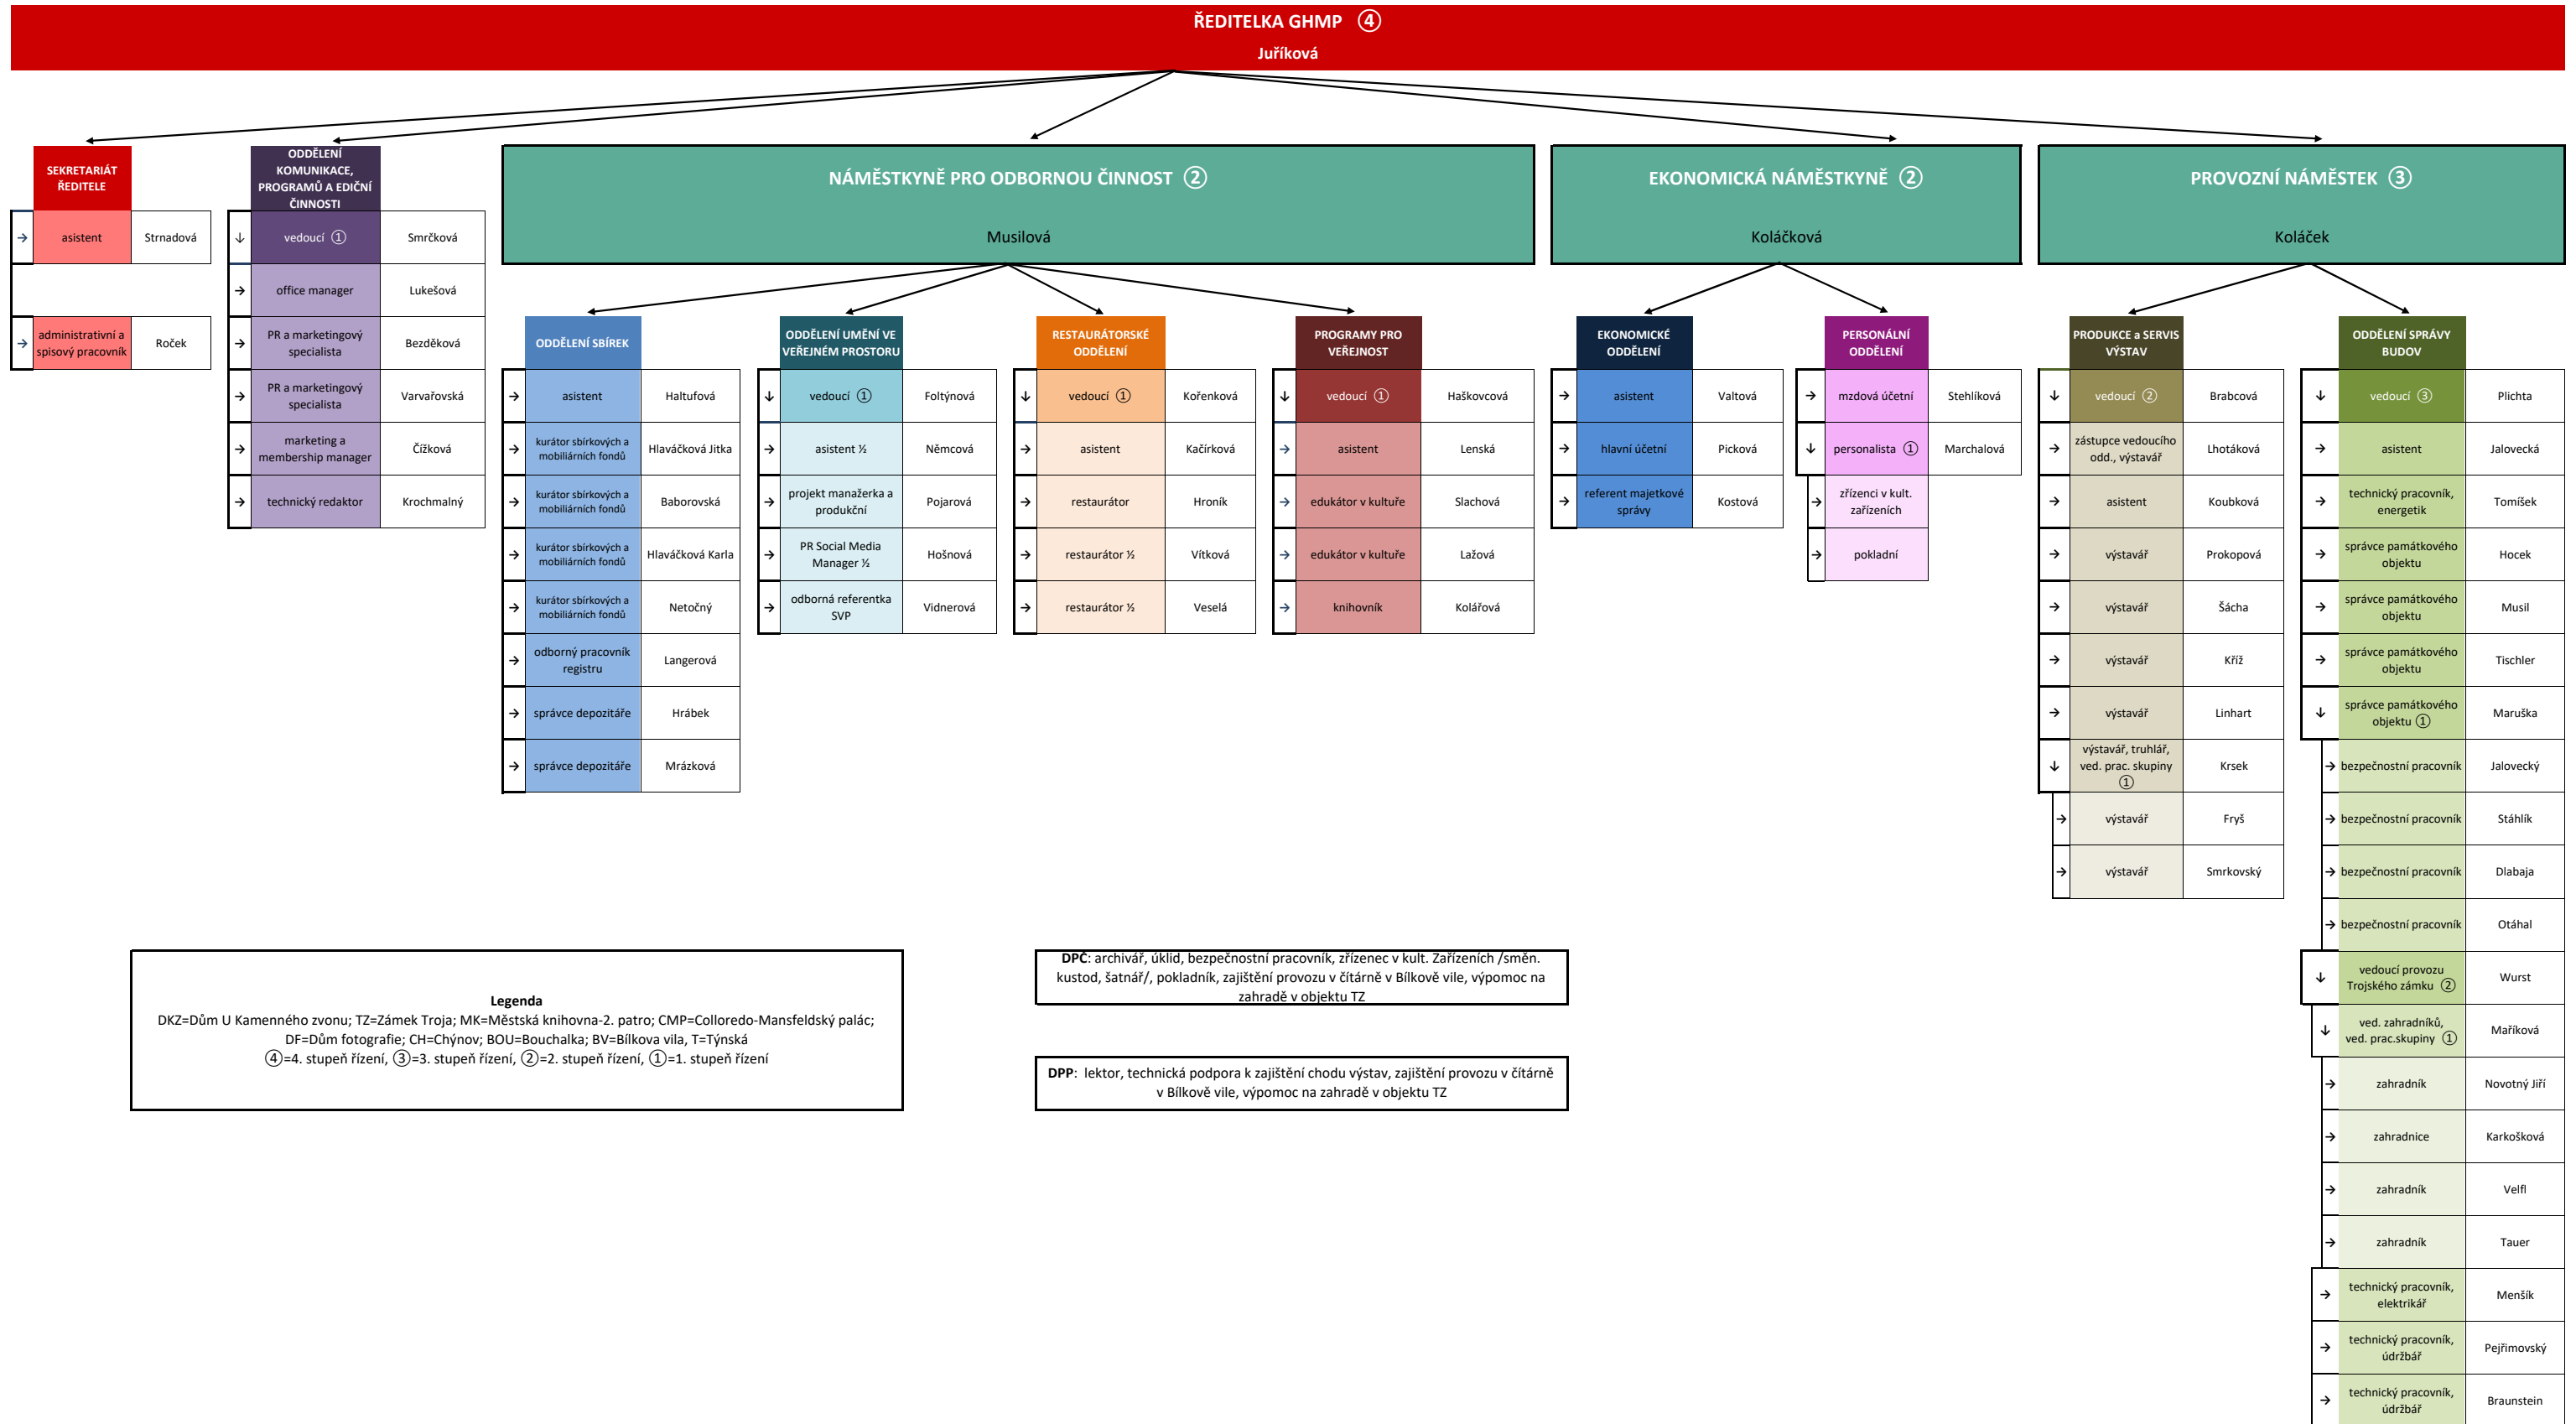 ŘEDITELKA GHMP ④
Juříková
SEKRETARIÁT
ŘEDITELE
→ asistent Strnadová
→ administrativní a
spisový pracovník Roček
ODDĚLENÍ
KOMUNIKACE,
PROGRAMŮ A EDIČNÍ
ČINNOSTI
↓ vedoucí ① Smrčková
→ office manager Lukešová
→ PR a marketingový
specialista Bezděková
→ PR a marketingový
specialista Varvařovská
→ marketing a
membership manager Čížková
→ technický redaktor Krochmalný
NÁMĚSTKYNĚ PRO ODBORNOU ČINNOST ②
Musilová
ODDĚLENÍ SBÍREK
→ asistent Haltufová
→ kurátor sbírkových a
mobiliárních fondů Hlaváčková Jitka
→ kurátor sbírkových a
mobiliárních fondů Baborovská
→ kurátor sbírkových a
mobiliárních fondů Hlaváčková Karla
→ kurátor sbírkových a
mobiliárních fondů Netočný
→ odborný pracovník
registru Langerová
→ správce depozitáře Hrábek
→ správce depozitáře Mrázková
ODDĚLENÍ UMĚNÍ VE
VEŘEJNÉM PROSTORU
↓ vedoucí ① Foltýnová
→ asistent ½ Němcová
→ projekt manažerka a
produkční Pojarová
→ PR Social Media
Manager ½ Hošnová
→ odborná referentka
SVP Vidnerová
RESTAURÁTORSKÉ
ODDĚLENÍ
↓ vedoucí ① Kořenková
→ asistent Kačírková
→ restaurátor Hroník
→ restaurátor ½ Vítková
→ restaurátor ½ Veselá
PROGRAMY PRO
VEŘEJNOST
↓ vedoucí ① Haškovcová
→ asistent Lenská
→ edukátor v kultuře Slachová
→ edukátor v kultuře Lažová
→ knihovník Kolářová
EKONOMICKÁ NÁMĚSTKYNĚ ②
Koláčková
EKONOMICKÉ
ODDĚLENÍ
→ asistent Valtová
→ hlavní účetní Picková
→ referent majetkové
správy Kostová
PERSONÁLNÍ
ODDĚLENÍ
→ mzdová účetní Stehlíková
↓ personalista ① Marchalová
→ zřízenci v kult.
zařízeních
→ pokladní
PROVOZNÍ NÁMĚSTEK ③
Koláček
PRODUKCE a SERVIS
VÝSTAV
↓ vedoucí ② Brabcová
→ zástupce vedoucího
odd., výstavář Lhotáková
→ asistent Koubková
→ výstavář Prokopová
→ výstavář Šácha
→ výstavář Kříž
→ výstavář Linhart
↓ výstavář, truhlář,
ved. prac. skupiny
① Krsek
→ výstavář Fryš
→ výstavář Smrkovský
ODDĚLENÍ SPRÁVY
BUDOV
↓ vedoucí ③ Plichta
→ asistent Jalovecká
→ technický pracovník,
energetik Tomíšek
→ správce památkového
objektu Hocek
→ správce památkového
objektu Musil
→ správce památkového
objektu Tischler
↓ správce památkového
objektu ① Maruška
→ bezpečnostní pracovník Jalovecký
→ bezpečnostní pracovník Stáhlík
→ bezpečnostní pracovník Dlabaja
→ bezpečnostní pracovník Otáhal
↓ vedoucí provozu
Trojského zámku ② Wurst
↓ ved. zahradníků,
ved. prac.skupiny ① Maříková
→ zahradník Novotný Jiří
→ zahradnice Karkošková
→ zahradník Velfl
→ zahradník Tauer
→ technický pracovník,
elektrikář Menšík
→ technický pracovník,
údržbář Pejřimovský
→ technický pracovník,
údržbář Braunstein
Legenda
DKZ=Dům U Kamenného zvonu; TZ=Zámek Troja; MK=Městská knihovna-2. patro; CMP=Colloredo-Mansfeldský palác;
DF=Dům fotografie; CH=Chýnov; BOU=Bouchalka; BV=Bílkova vila, T=Týnská
④=4. stupeň řízení, ③=3. stupeň řízení, ②=2. stupeň řízení, ①=1. stupeň řízení
DPČ: archivář, úklid, bezpečnostní pracovník, zřízenec v kult. Zařízeních /směn.
kustod, šatnář/, pokladník, zajištění provozu v čítárně v Bílkově vile, výpomoc na
zahradě v objektu TZ
DPP: lektor, technická podpora k zajištění chodu výstav, zajištění provozu v čítárně
v Bílkově vile, výpomoc na zahradě v objektu TZ